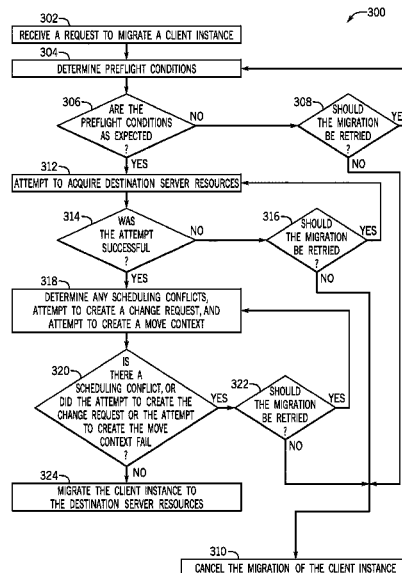 302
300
RECEIVE A REQUEST TO MIGRATE A CLIENT INSTANCE
304
DETERMINE PREFLIGHT CONDITIONS
306
ARE THE
PREFLIGHT CONDITIONS
AS EXPECTED
?
NO
308
SHOULD
THE MIGRATION
BE RETRIED
?
YE
NO
YES
312
ATTEMPT TO ACQUIRE DESTINATION SERVER RESOURCES
314
WAS
THE ATTEMPT
SUCCESSFUL
?
NO
316
SHOULD
THE MIGRATION
BE RETRIED
?
YES
NO
YES
318
DETERMINE ANY SCHEDULING CONFLICTS,
ATTEMPT TO CREATE A CHANGE REQUEST, AND
ATTEMPT TO CREATE A MOVE CONTEXT
320
IS
THERE A
SCHEDULING CONFLICT, OR
DID THE ATTEMPT TO CREATE THE
CHANGE REQUEST OR THE ATTEMPT
TO CREATE THE MOVE
CONTEXT FAIL
?
YES
322
SHOULD
THE MIGRATION
BE RETRIED
?
YES
NO
NO
324
MIGRATE THE CLIENT INSTANCE TO
THE DESTINATION SERVER RESOURCES
310
CANCEL THE MIGRATION OF THE CLIENT INSTANCE